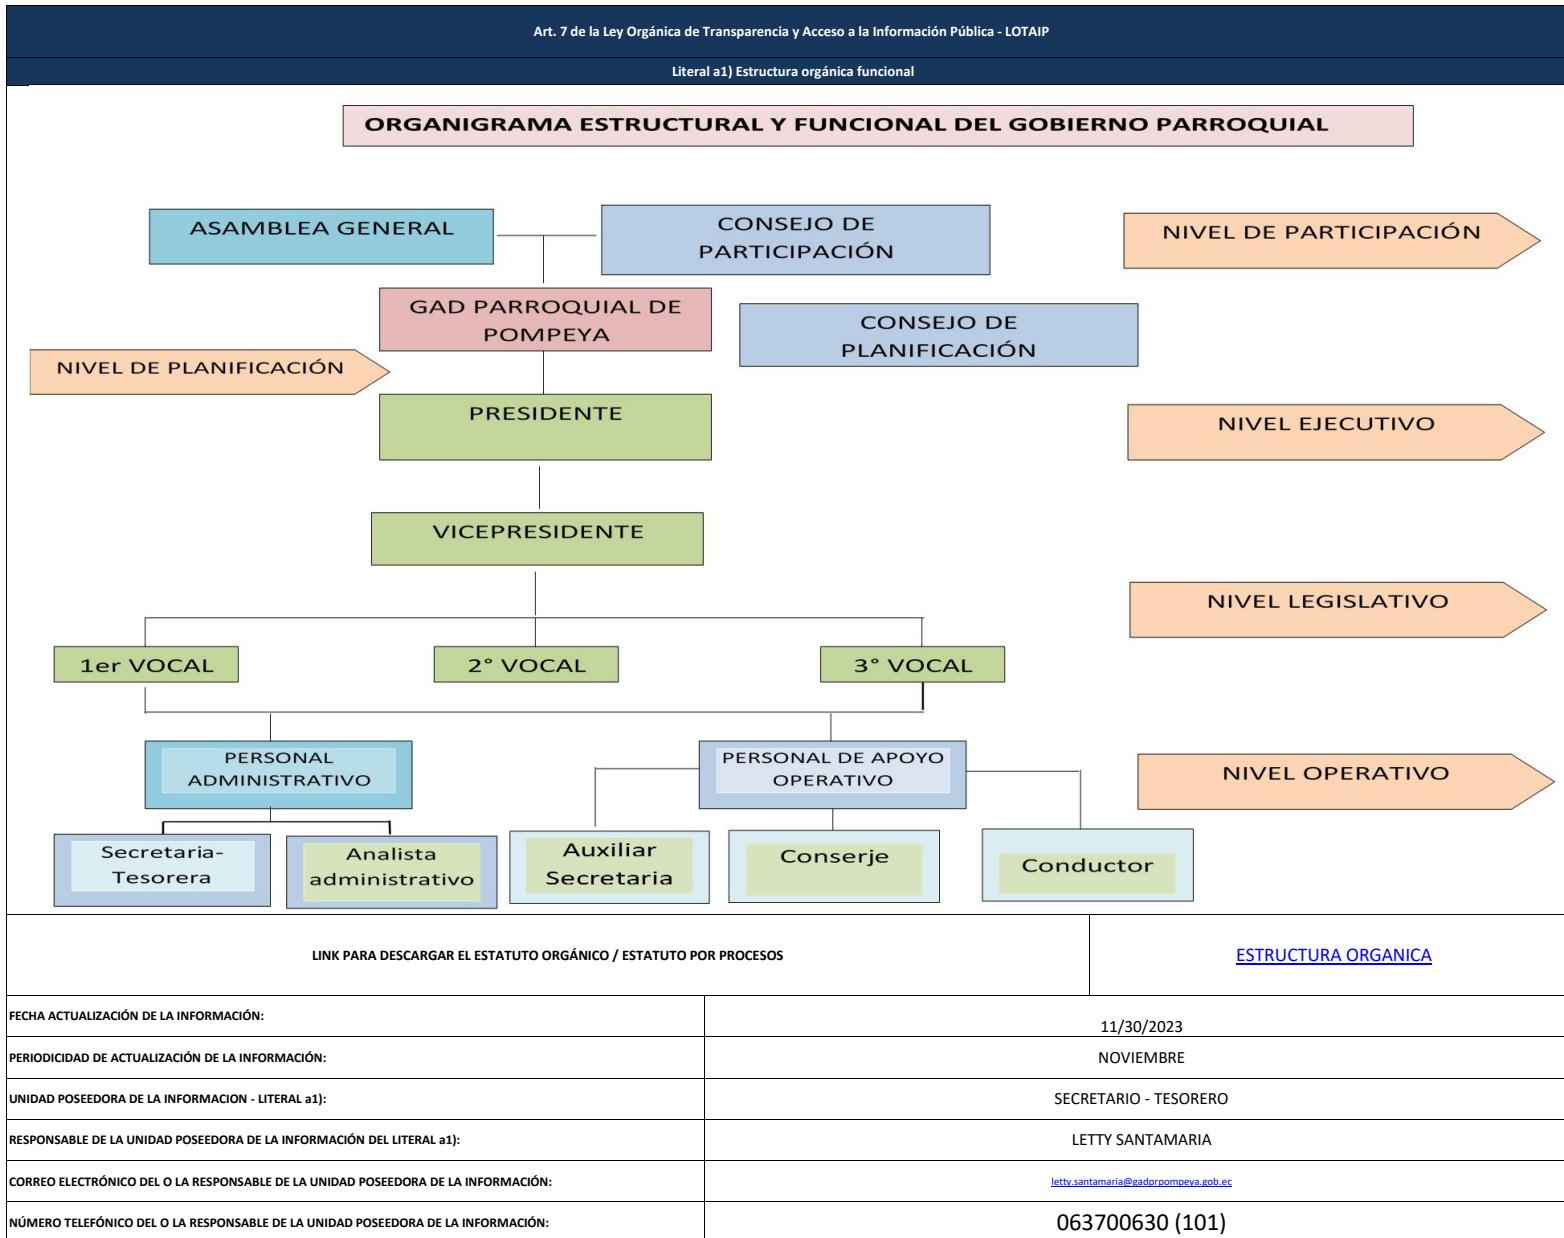 Art. 7 de la Ley Orgánica de Transparencia y Acceso a la Información Pública - LOTAIP
Literal a1) Estructura orgánica funcional
ORGANIGRAMA ESTRUCTURAL Y FUNCIONAL DEL GOBIERNO PARROQUIAL
ASAMBLEA GENERAL
CONSEJO DE
PARTICIPACIÓN
NIVEL DE PARTICIPACIÓN
GAD PARROQUIAL DE
POMPEYA
CONSEJO DE
PLANIFICACIÓN
NIVEL DE PLANIFICACIÓN
PRESIDENTE
NIVEL EJECUTIVO
VICEPRESIDENTE
NIVEL LEGISLATIVO
1er VOCAL
2° VOCAL
3° VOCAL
PERSONAL
ADMINISTRATIVO
PERSONAL DE APOYO
OPERATIVO
NIVEL OPERATIVO
Secretaria-
Tesorera
Analista
administrativo
Auxiliar
Secretaria
Conserje
Conductor
LINK PARA DESCARGAR EL ESTATUTO ORGÁNICO / ESTATUTO POR PROCESOS
ESTRUCTURA ORGANICA
FECHA ACTUALIZACIÓN DE LA INFORMACIÓN:
11/30/2023
PERIODICIDAD DE ACTUALIZACIÓN DE LA INFORMACIÓN:
NOVIEMBRE
UNIDAD POSEEDORA DE LA INFORMACION - LITERAL a1):
SECRETARIO - TESORERO
RESPONSABLE DE LA UNIDAD POSEEDORA DE LA INFORMACIÓN DEL LITERAL a1):
LETTY SANTAMARIA
CORREO ELECTRÓNICO DEL O LA RESPONSABLE DE LA UNIDAD POSEEDORA DE LA INFORMACIÓN:
letty.santamaria@gadprpompeya.gob.ec
NÚMERO TELEFÓNICO DEL O LA RESPONSABLE DE LA UNIDAD POSEEDORA DE LA INFORMACIÓN:
063700630 (101)